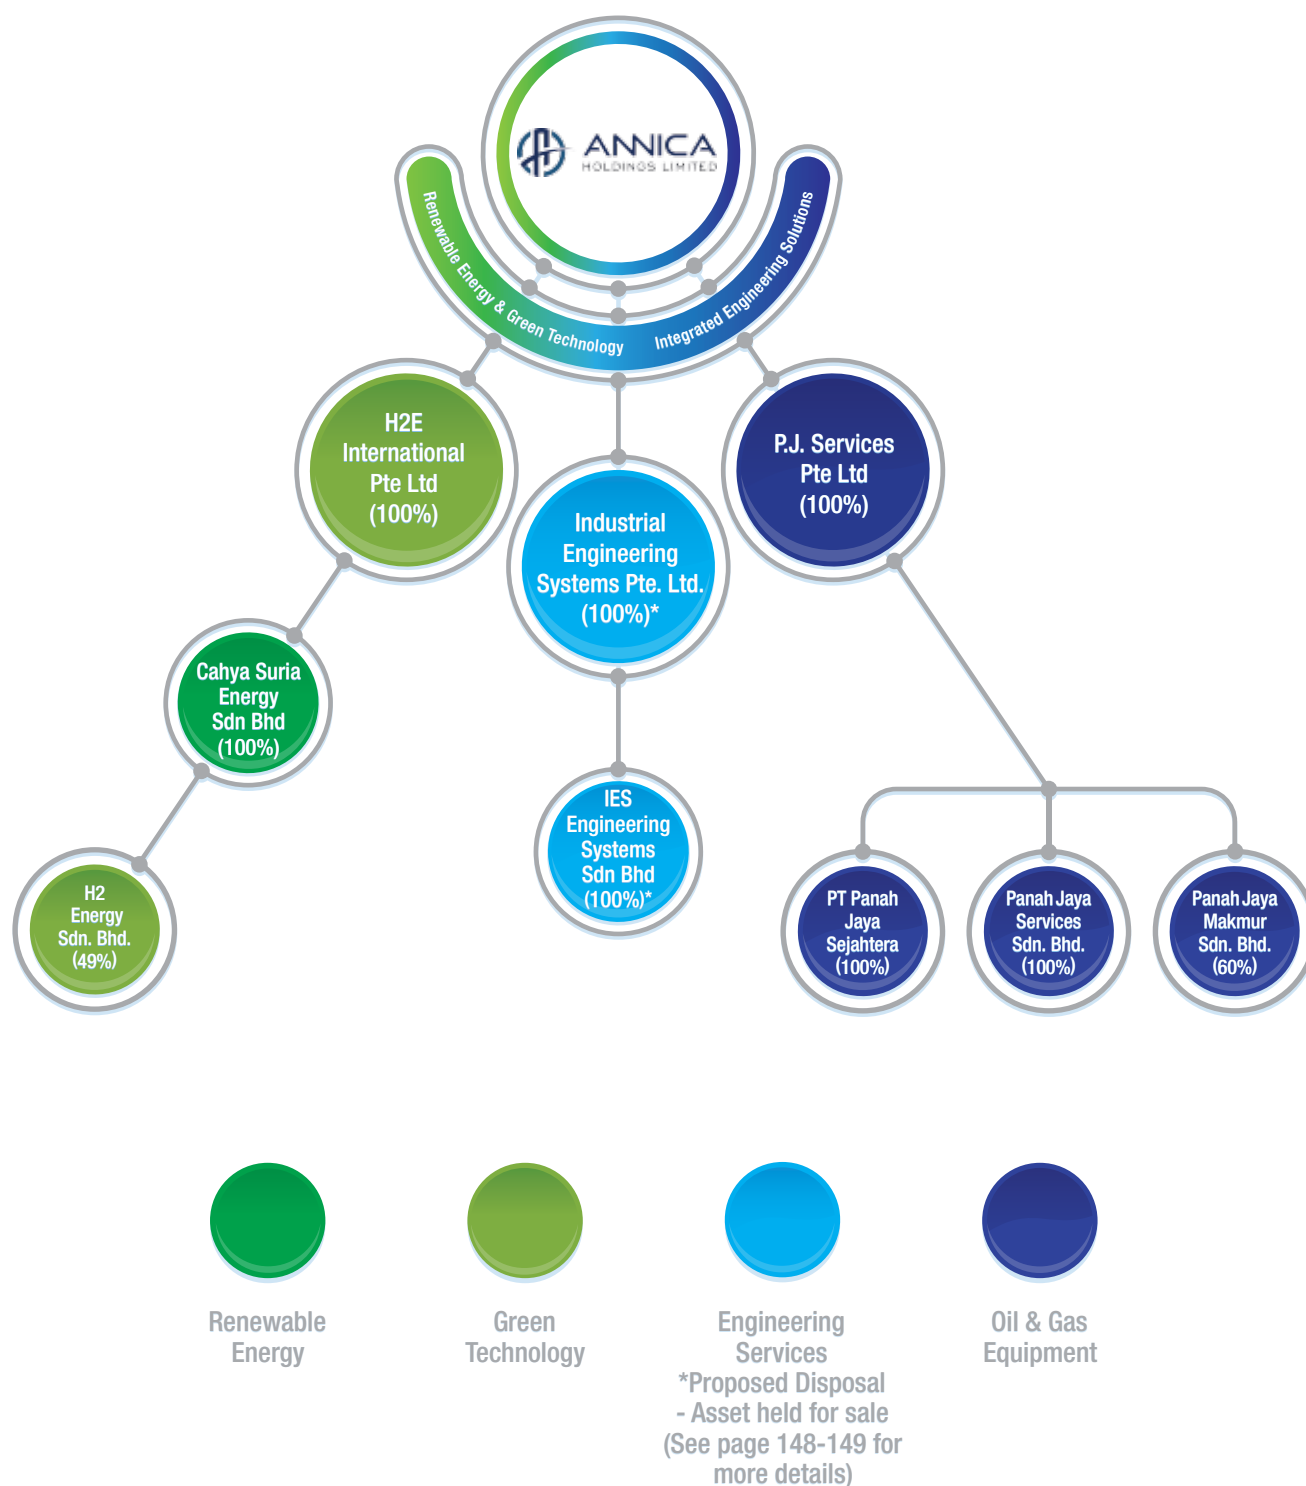 ANNICA
HOLDINGS LIMITED
Renewable Energy & Green Technology
Integrated Engineering Solutions
H2E
International
Pte Ltd
(100%)
Industrial
Engineering
Systems Pte. Ltd.
(100%)*
P.J. Services
Pte Ltd
(100%)
Cahya Suria
Energy
Sdn Bhd
(100%)
H2
Energy
Sdn. Bhd.
(49%)
IES
Engineering
Systems
Sdn Bhd
(100%)*
PT Panah
Jaya
Sejahtera
(100%)
Panah Jaya
Services
Sdn. Bhd.
(100%)
Panah Jaya
Makmur
Sdn. Bhd.
(60%)
Renewable
Energy
Green
Technology
Engineering
Services
*Proposed Disposal
- Asset held for sale
(See page 148-149 for
more details)
Oil & Gas
Equipment